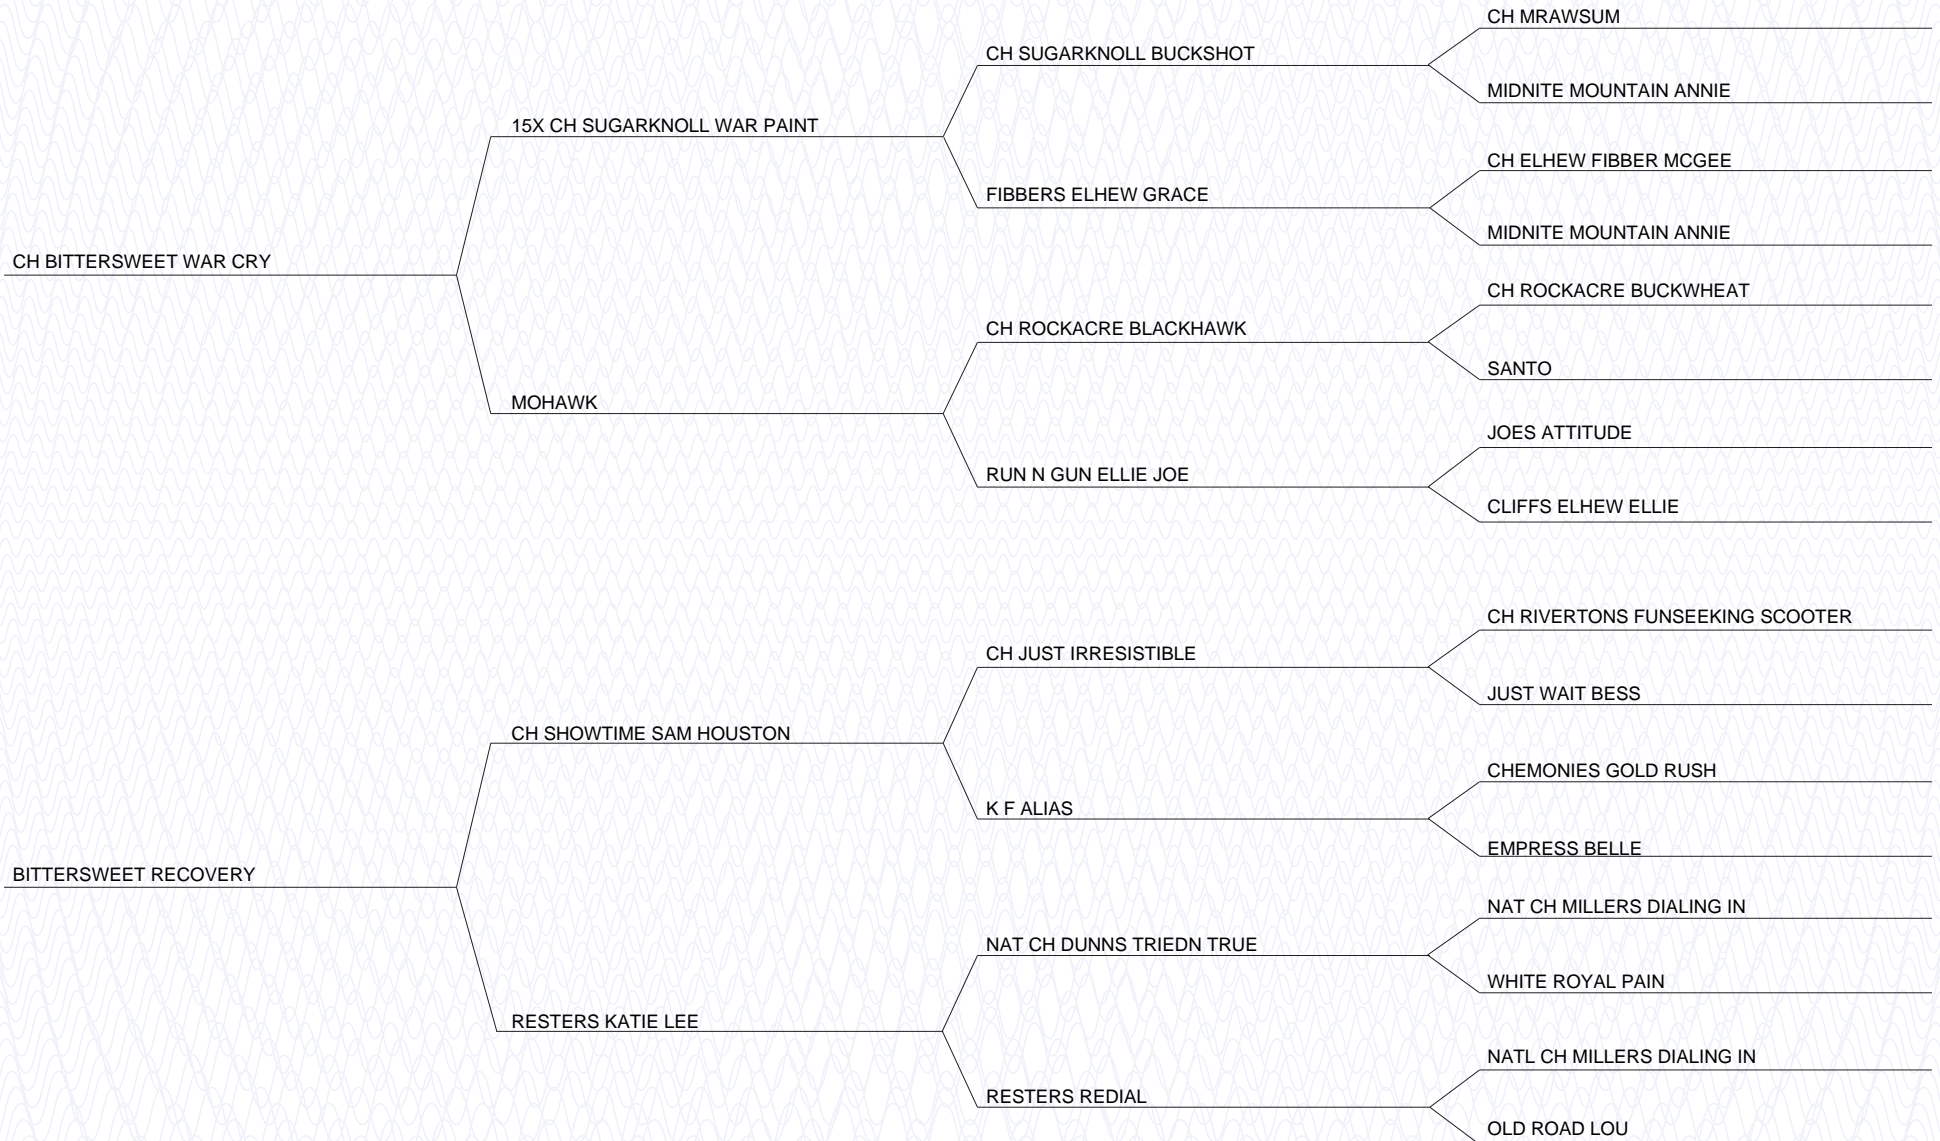 CH MRAWSUM
CH SUGARKNOLL BUCKSHOT
MIDNITE MOUNTAIN ANNIE
15X CH SUGARKNOLL WAR PAINT
CH ELHEW FIBBER MCGEE
FIBBERS ELHEW GRACE
MIDNITE MOUNTAIN ANNIE
CH BITTERSWEET WAR CRY
CH ROCKACRE BUCKWHEAT
CH ROCKACRE BLACKHAWK
SANTO
MOHAWK
JOES ATTITUDE
RUN N GUN ELLIE JOE
CLIFFS ELHEW ELLIE
CH RIVERTONS FUNSEEKING SCOOTER
CH JUST IRRESISTIBLE
JUST WAIT BESS
CH SHOWTIME SAM HOUSTON
CHEMONIES GOLD RUSH
K F ALIAS
EMPRESS BELLE
BITTERSWEET RECOVERY
NAT CH MILLERS DIALING IN
NAT CH DUNNS TRIEDN TRUE
WHITE ROYAL PAIN
RESTERS KATIE LEE
NATL CH MILLERS DIALING IN
RESTERS REDIAL
OLD ROAD LOU